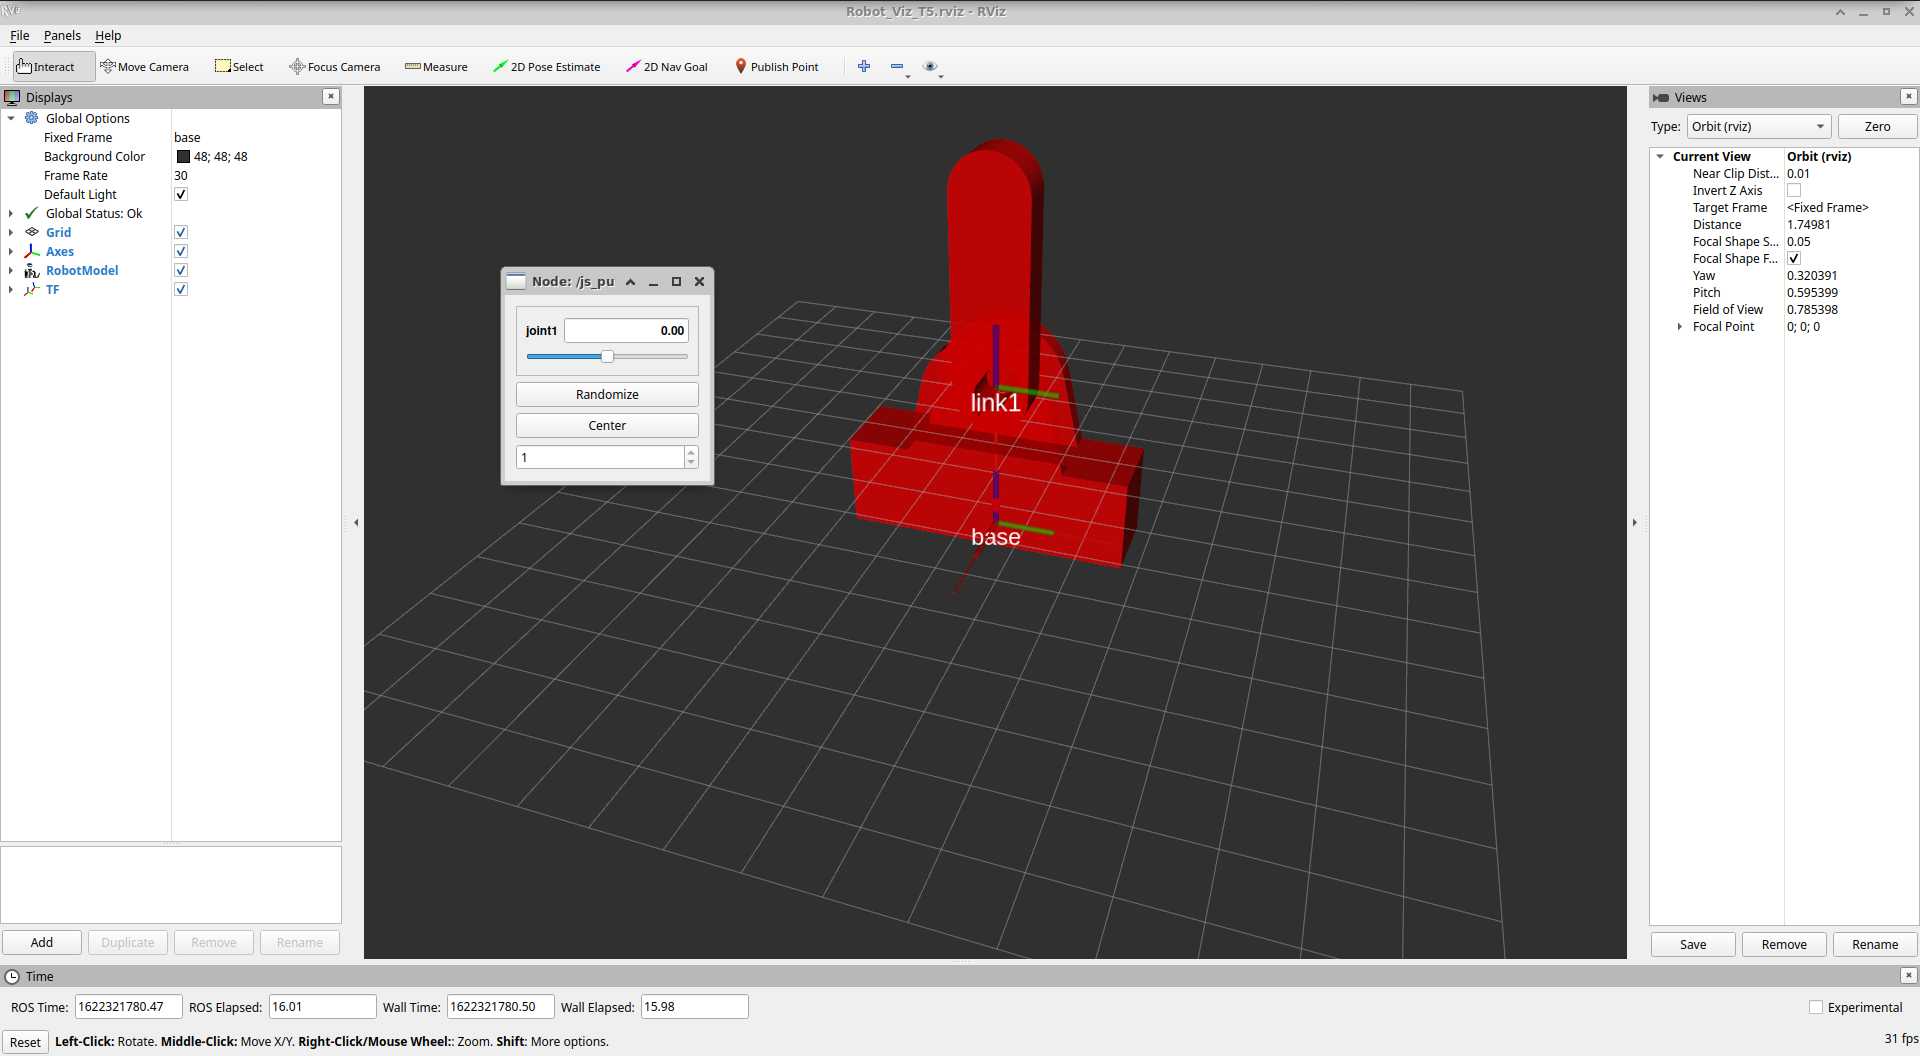 RViz
Robot_Viz_T5.rviz - RViz
File Panels Help
Interact Move Camera Select Focus Camera Measure 2D Pose Estimate 2D Nav Goal Publish Point
Displays
Global Options
Fixed Frame base
Background Color 48; 48; 48
Frame Rate 30
Default Light
Global Status: Ok
Grid
Axes
RobotModel
TF
Add Duplicate Remove Rename
Node: /js_pu
joint1 0.00
Randomize
Center
1
link1
base
Views
Type: Orbit (rviz) Zero
Current View Orbit (rviz)
Near Clip Dist... 0.01
Invert Z Axis
Target Frame <Fixed Frame>
Distance 1.74981
Focal Shape S... 0.05
Focal Shape F...
Yaw 0.320391
Pitch 0.595399
Field of View 0.785398
Focal Point 0; 0; 0
Save Remove Rename
Time
ROS Time: 1622321780.47 ROS Elapsed: 16.01 Wall Time: 1622321780.50 Wall Elapsed: 15.98 Experimental
Reset Left-Click: Rotate. Middle-Click: Move X/Y. Right-Click/Mouse Wheel:: Zoom. Shift: More options. 31 fps